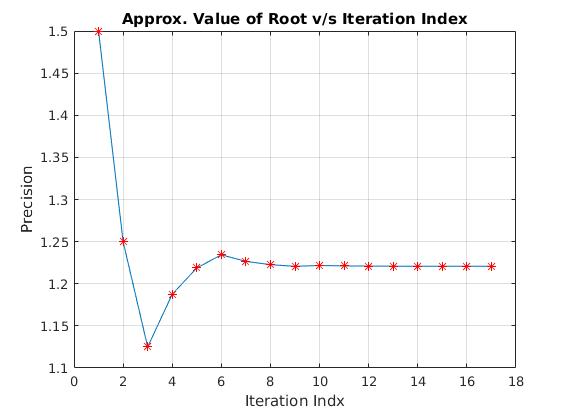 Approx. Value of Root v/s Iteration Index
1.5
1.45
1.4
1.35
1.3
1.25
1.2
1.15
1.1
Precision
0 2 4 6 8 10 12 14 16 18
Iteration Indx